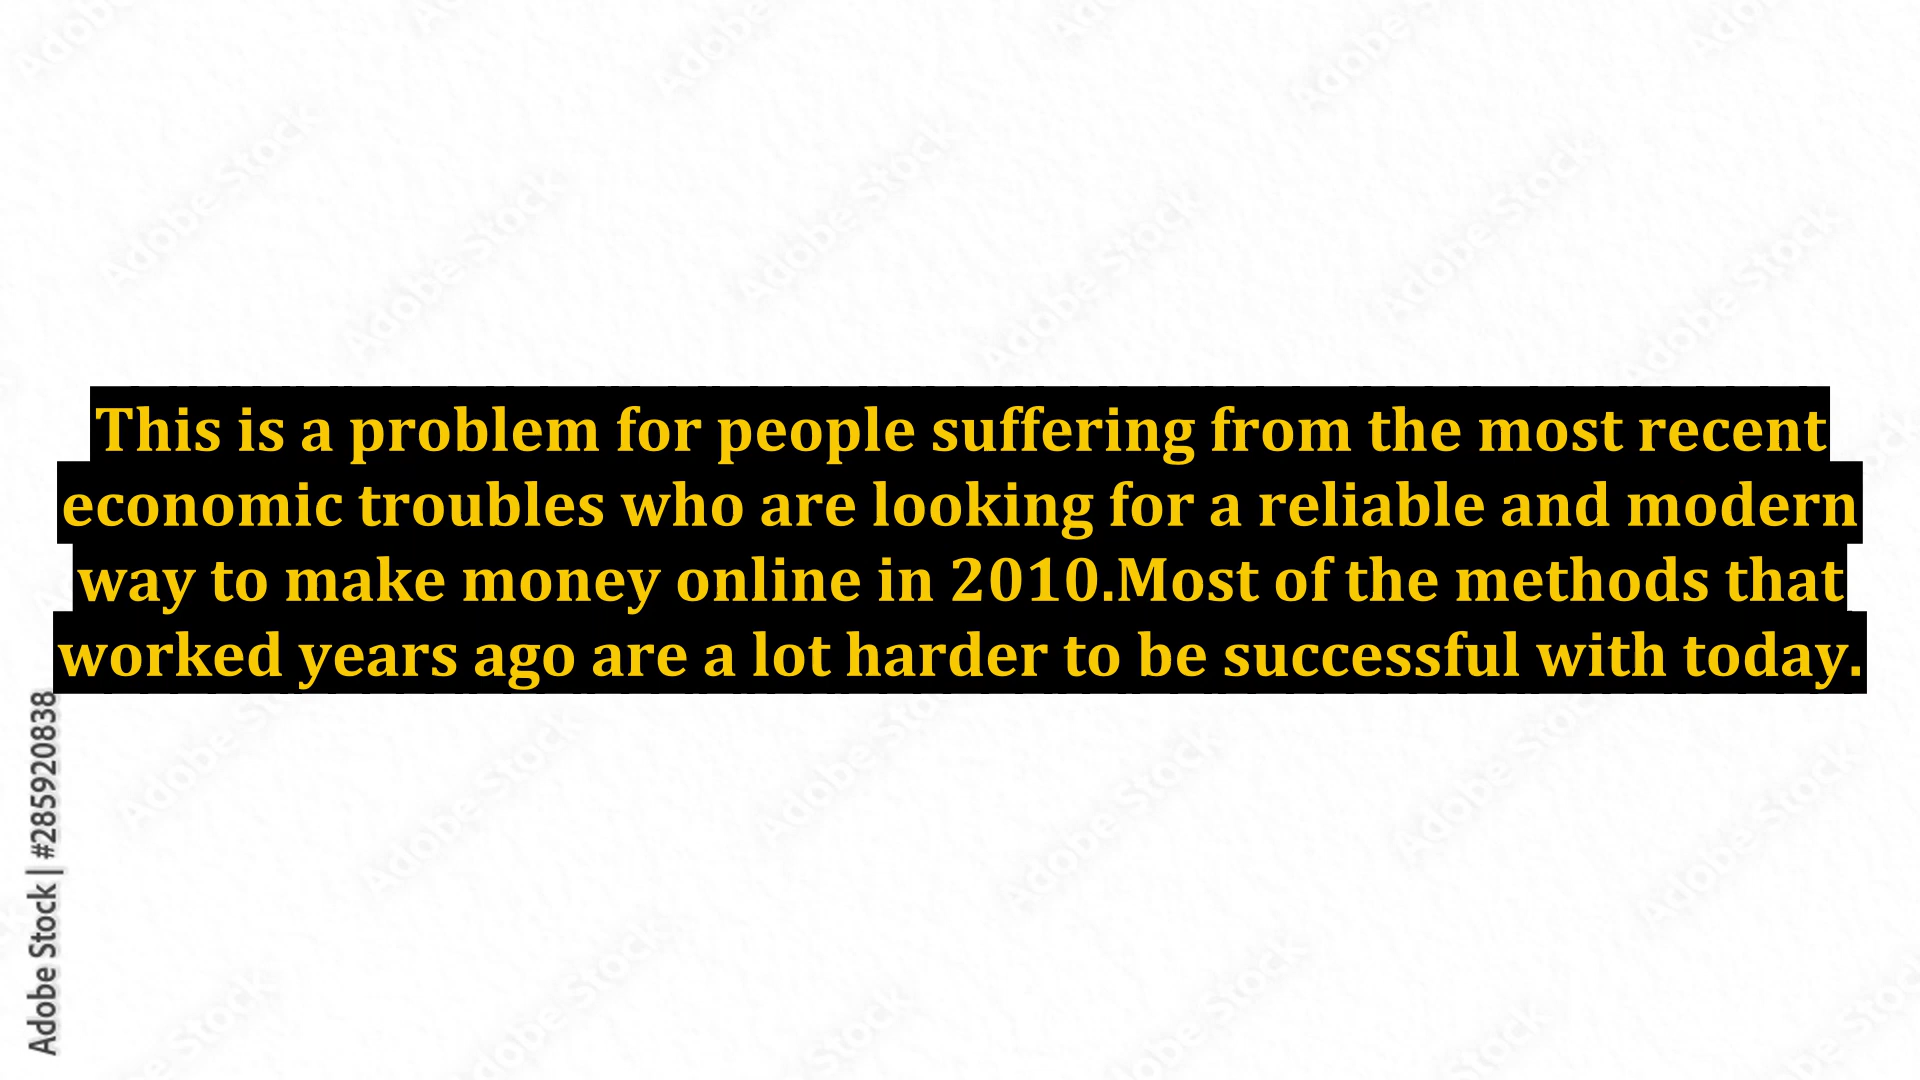 This is a problem for people suffering from the most recent
economic troubles who are looking for a reliable and modern
way to make money online in 2010.Most of the methods that
worked years ago are a lot harder to be successful with today.
Adobe Stock | #285920838